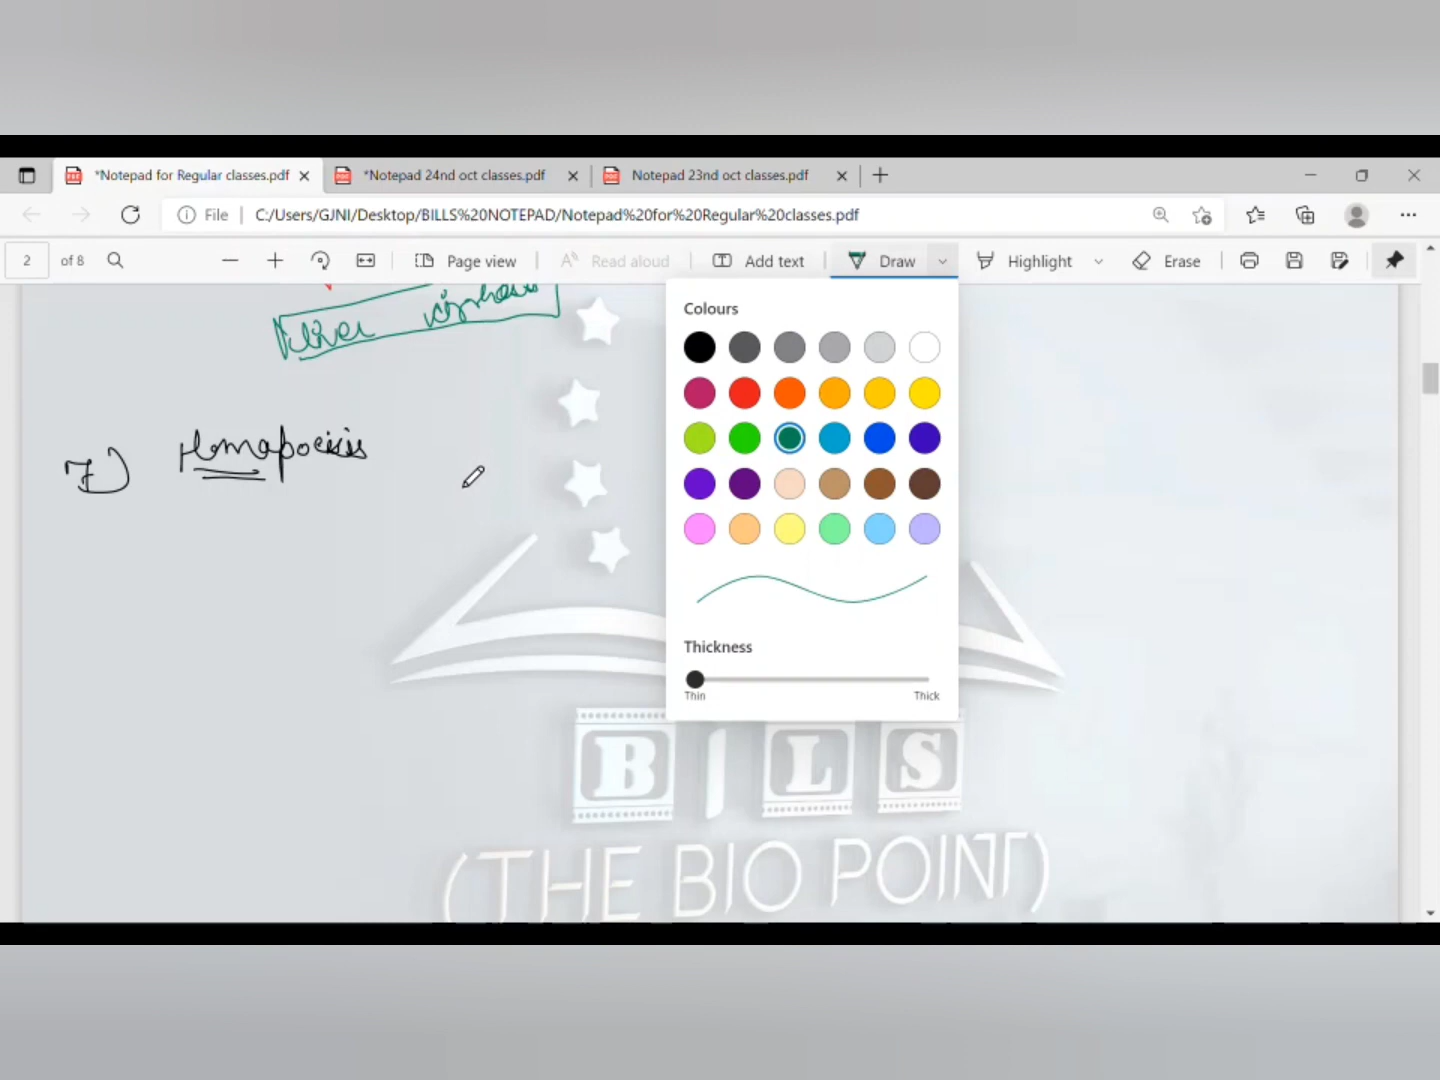 *Notepad for Regular classes.pdf
*Notepad 24nd oct classes.pdf
Notepad 23nd oct classes.pdf
File
C:/Users/GJNI/Desktop/BILLS%20NOTEPAD/Notepad%20for%20Regular%20classes.pdf
2 of 8
Page view
Read aloud
Add text
Draw
Highlight
Erase
liver
Colours
7) Homapoeisis
Thickness
Thin
Thick
BILS
(THE BIO POINT)